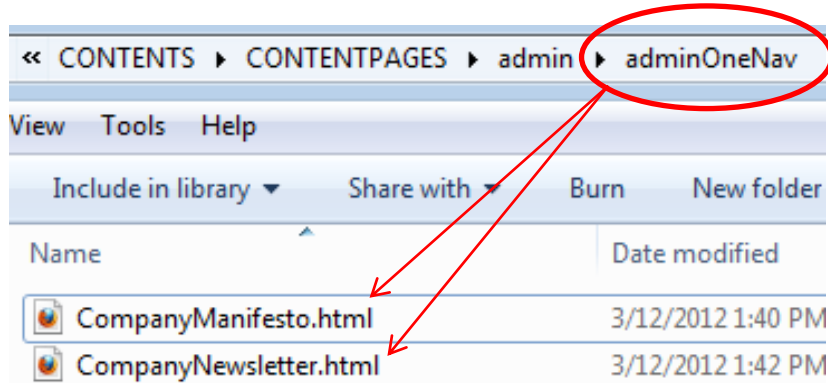 « CONTENTS ▸ CONTENTPAGES ▸ admin ▸ adminOneNav
View Tools Help
Include in library ▾ Share with ▾ Burn New folder
Name Date modified
CompanyManifesto.html 3/12/2012 1:40 PM
CompanyNewsletter.html 3/12/2012 1:42 PM